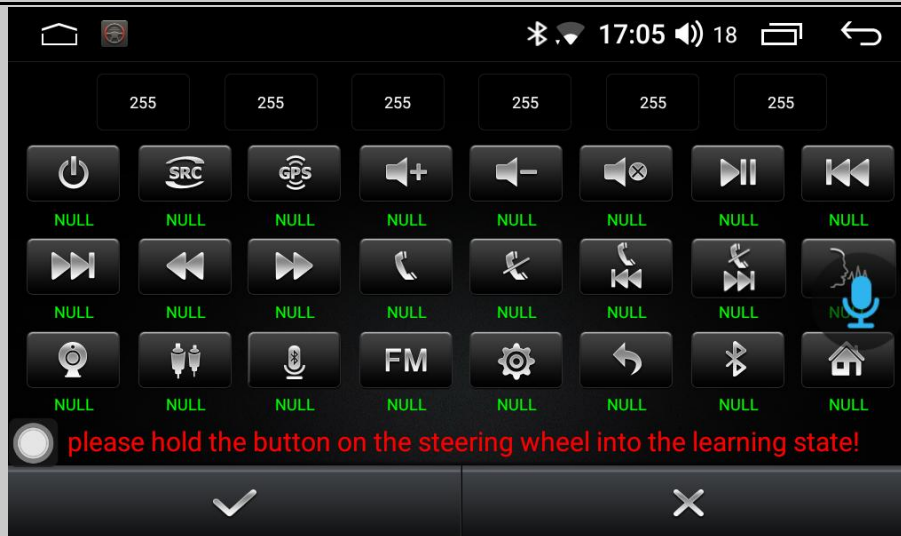 17:05 18
255 255 255 255 255 255
SRC GPS
NULL NULL NULL NULL NULL NULL NULL NULL
NULL NULL NULL NULL NULL NULL NULL NULL
FM
NULL NULL NULL NULL NULL NULL NULL NULL
please hold the button on the steering wheel into the learning state!